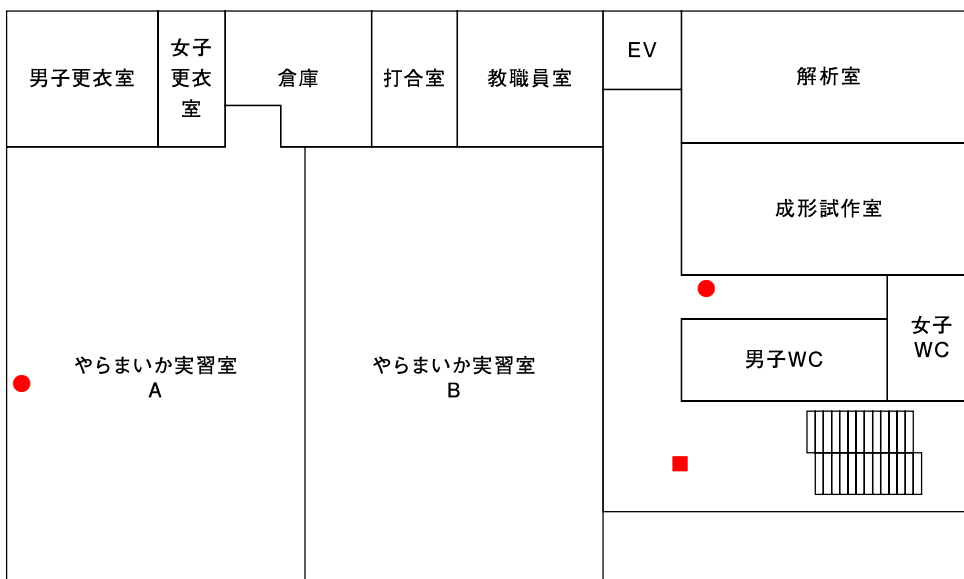 男子更衣室
女子
更衣
室
倉庫
打合室
教職員室
EV
解析室
成形試作室
やらまいか実習室
A
やらまいか実習室
B
男子WC
女子
WC